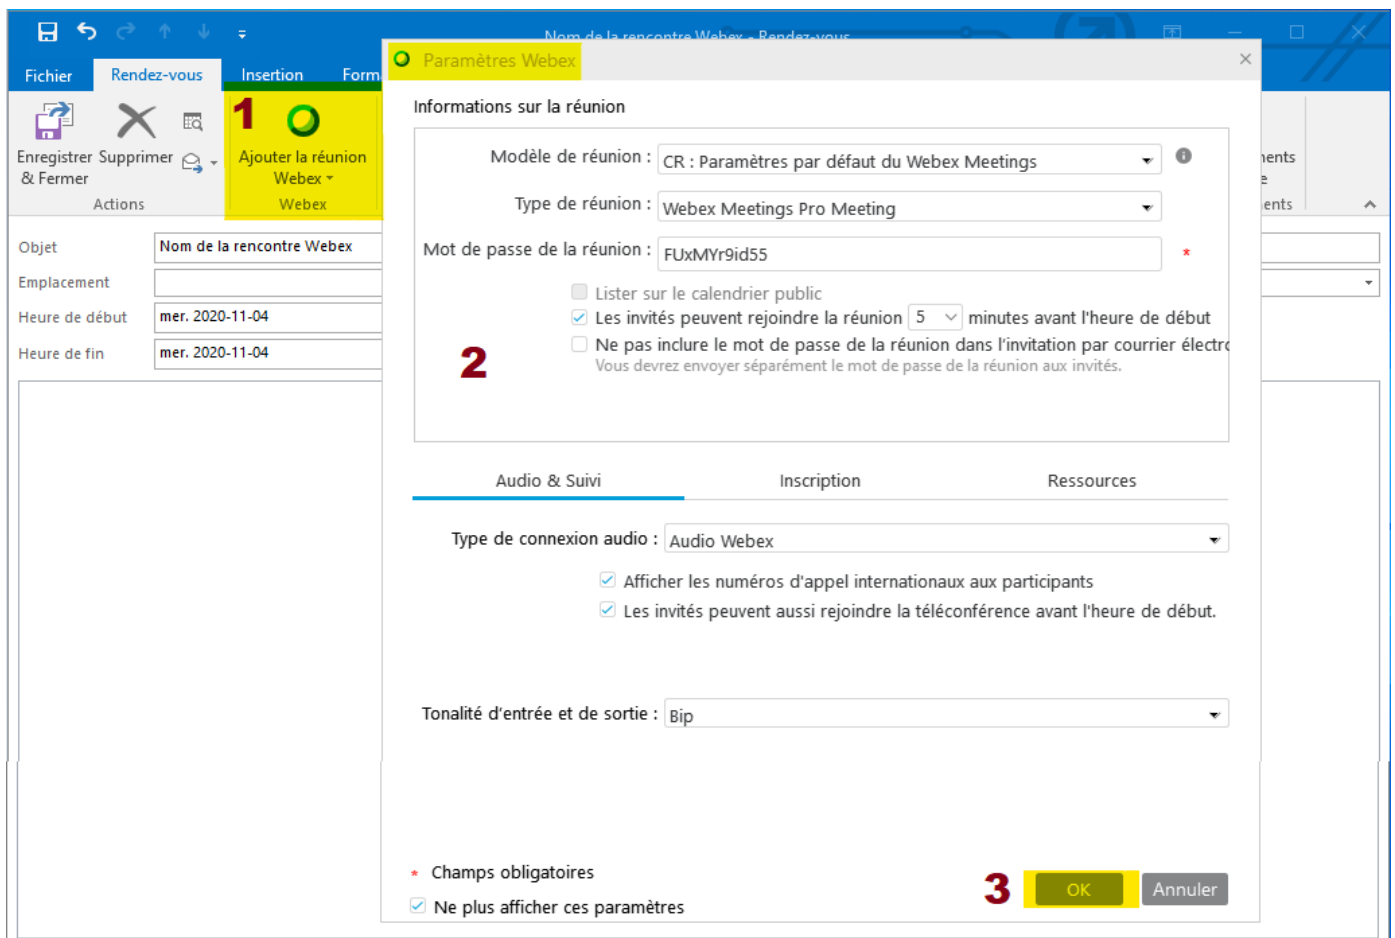 Nom de la rencontre Webex - Rendez-vous
Paramètres Webex
Fichier
Rendez-vous
Insertion
Form
Informations sur la réunion
1
Enregistrer
& Fermer
Supprimer
Ajouter la réunion
Webex
Actions
Webex
Modèle de réunion :
CR : Paramètres par défaut du Webex Meetings
Type de réunion :
Webex Meetings Pro Meeting
Mot de passe de la réunion :
FUxMYr9id55
*
Lister sur le calendrier public
Les invités peuvent rejoindre la réunion 5 minutes avant l'heure de début
Ne pas inclure le mot de passe de la réunion dans l'invitation par courrier électro
Vous devrez envoyer séparément le mot de passe de la réunion aux invités.
2
Objet
Nom de la rencontre Webex
Emplacement
Heure de début
mer. 2020-11-04
Heure de fin
mer. 2020-11-04
Audio & Suivi
Inscription
Ressources
Type de connexion audio :
Audio Webex
Afficher les numéros d'appel internationaux aux participants
Les invités peuvent aussi rejoindre la téléconférence avant l'heure de début.
Tonalité d'entrée et de sortie :
Bip
* Champs obligatoires
Ne plus afficher ces paramètres
3
OK
Annuler